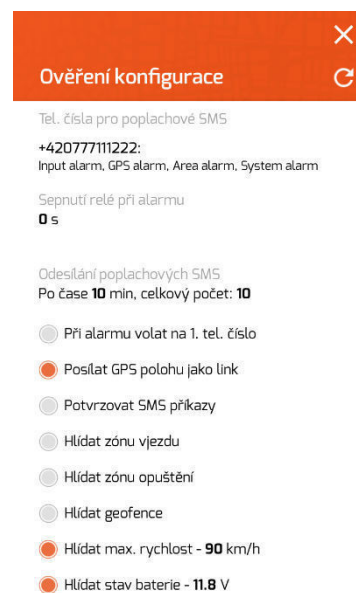 Ověření konfigurace
Tel. čísla pro poplachové SMS
+420777111222:
Input alarm, GPS alarm, Area alarm, System alarm
Sepnutí relé při alarmu
0 s
Odesílání poplachových SMS
Po čase 10 min, celkový počet: 10
Při alarmu volat na 1. tel. číslo
Posílat GPS polohu jako link
Potvrzovat SMS příkazy
Hlídat zónu vjezdu
Hlídat zónu opuštění
Hlídat geofence
Hlídat max. rychlost - 90 km/h
Hlídat stav baterie - 11.8 V